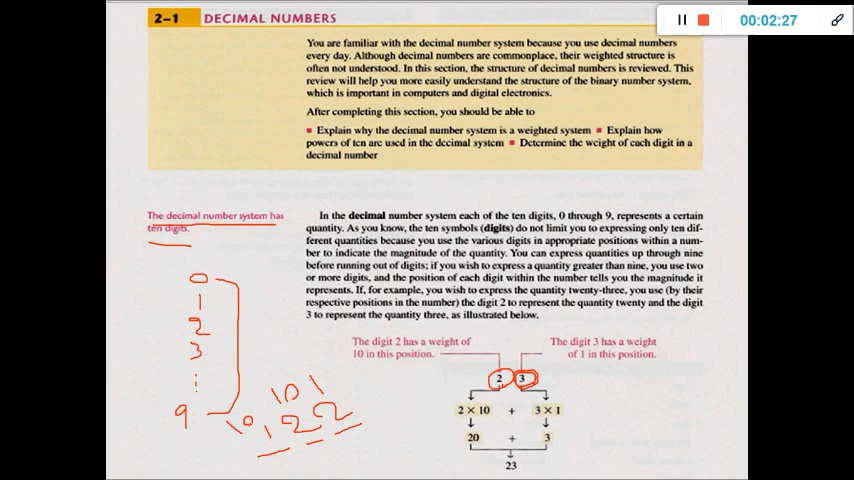 00:02:27
2-1 DECIMAL NUMBERS
You are familiar with the decimal number system because you use decimal numbers
every day. Although decimal numbers are commonplace, their weighted structure is
often not understood. In this section, the structure of decimal numbers is reviewed. This
review will help you more easily understand the structure of the binary number system,
which is important in computers and digital electronics.
After completing this section, you should be able to
▪ Explain why the decimal number system is a weighted system ▪ Explain how
powers of ten are used in the decimal system ▪ Determine the weight of each digit in a
decimal number
The decimal number system has
ten digits.
In the decimal number system each of the ten digits, 0 through 9, represents a certain
quantity. As you know, the ten symbols (digits) do not limit you to expressing only ten dif-
ferent quantities because you use the various digits in appropriate positions within a num-
ber to indicate the magnitude of the quantity. You can express quantities up through nine
before running out of digits; if you wish to express a quantity greater than nine, you use two
or more digits, and the position of each digit within the number tells you the magnitude it
represents. If, for example, you wish to express the quantity twenty-three, you use (by their
respective positions in the number) the digit 2 to represent the quantity twenty and the digit
3 to represent the quantity three, as illustrated below.
0
1
2
3
⋮
9
10 1
10 1 2 2
The digit 2 has a weight of
10 in this position.
The digit 3 has a weight
of 1 in this position.
2 3
2 × 10 + 3 × 1
20 + 3
23